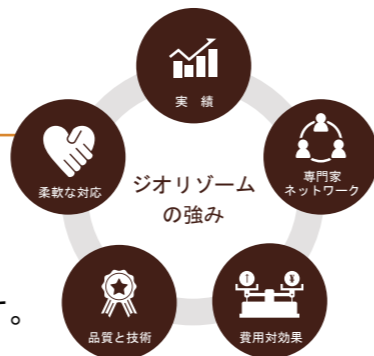 実 績
専門家
ネットワーク
費用対効果
¥
品質と技術
柔軟な対応
ジオリゾーム
の強み
。